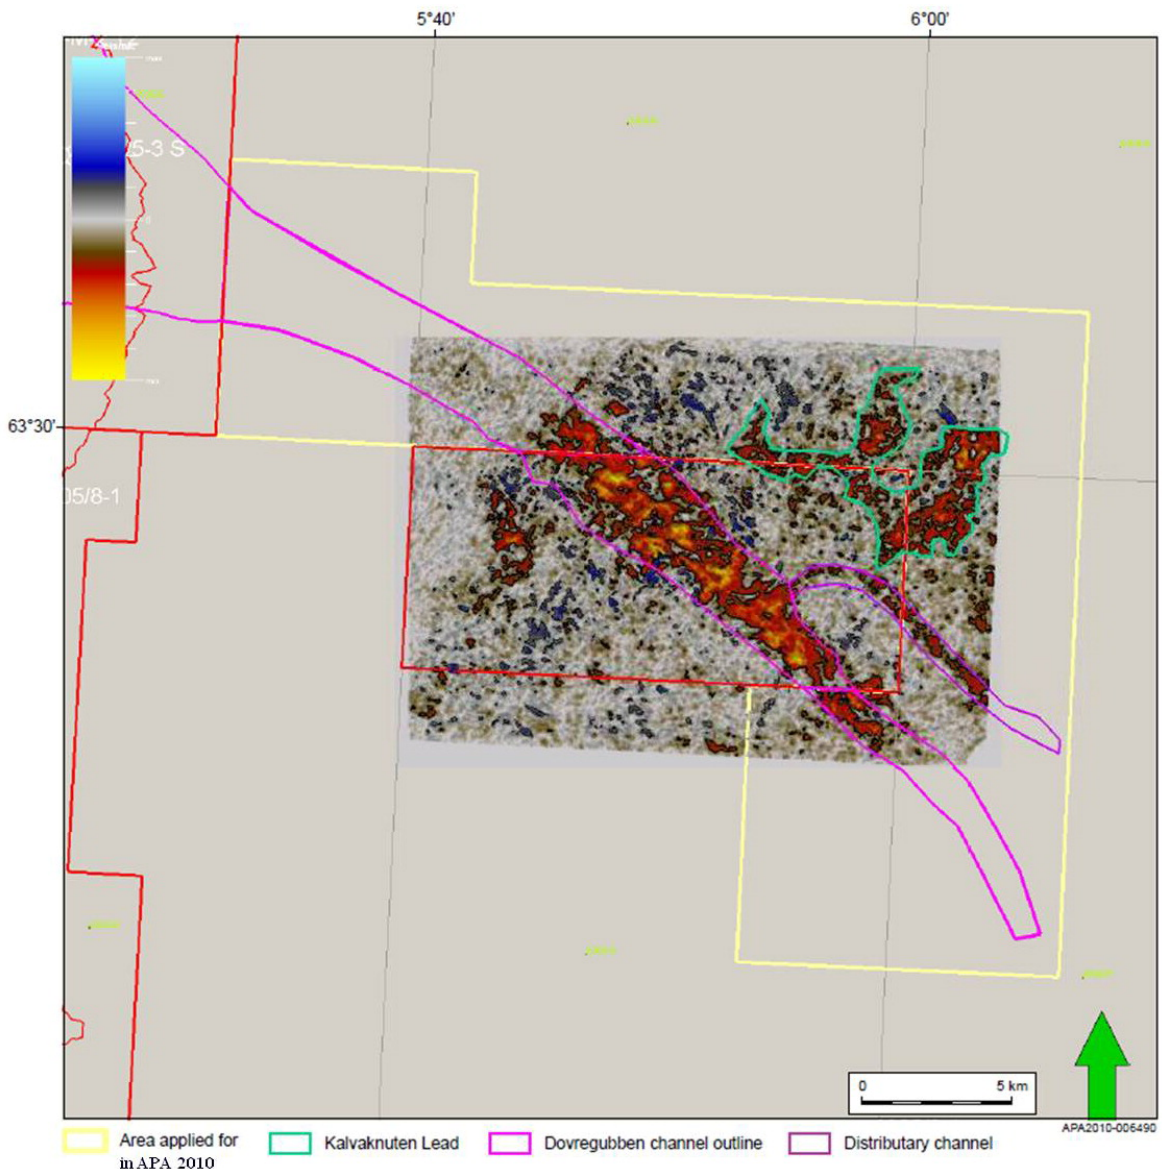 5°40'
6°00'
63°30'
5-3 S
05/8-1
0
5 km
APA2010-006490
Area applied for
in APA 2010
Kalvaknuten Lead
Dovregubben channel outline
Distributary channel